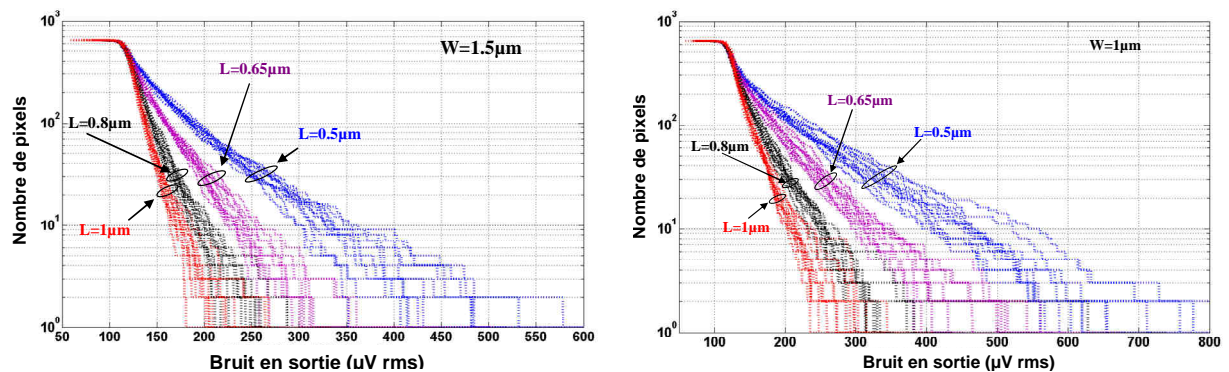 Nombre de pixels
10³
10²
10¹
10⁰
W=1.5µm
L=0.65µm
L=0.8µm
L=0.5µm
L=1µm
50 100 150 200 250 300 350 400 450 500 550 600
Bruit en sortie (µV rms)
Nombre de pixels
10³
10²
10¹
10⁰
W=1µm
L=0.65µm
L=0.5µm
L=0.8µm
L=1µm
100 200 300 400 500 600 700 800
Bruit en sortie (µV rms)